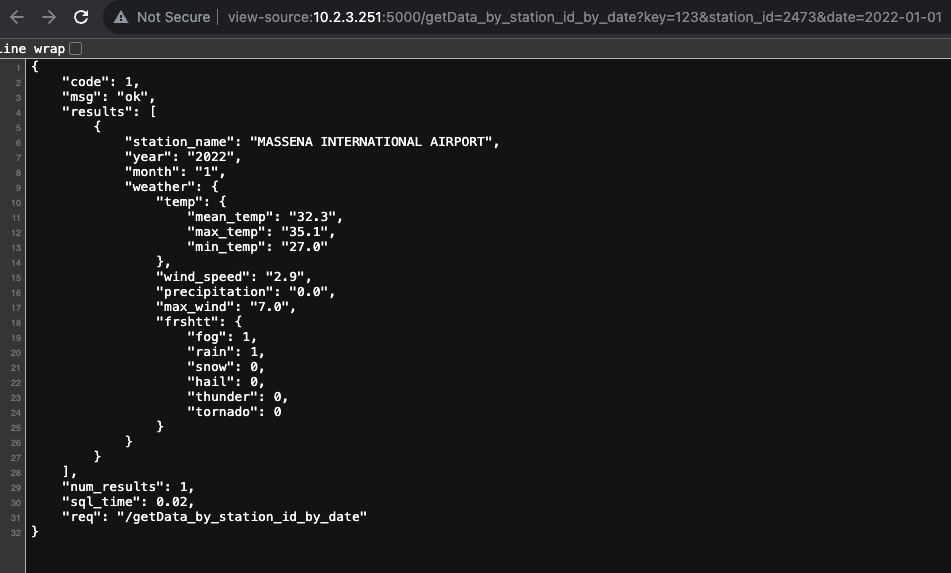 Not Secure | view-source:10.2.3.251:5000/getData_by_station_id_by_date?key=123&station_id=2473&date=2022-01-01
Line wrap
1 {
2 "code": 1,
3 "msg": "ok",
4 "results": [
5 {
6 "station_name": "MASSENA INTERNATIONAL AIRPORT",
7 "year": "2022",
8 "month": "1",
9 "weather": {
10 "temp": {
11 "mean_temp": "32.3",
12 "max_temp": "35.1",
13 "min_temp": "27.0"
14 },
15 "wind_speed": "2.9",
16 "precipitation": "0.0",
17 "max_wind": "7.0",
18 "frshtt": {
19 "fog": 1,
20 "rain": 1,
21 "snow": 0,
22 "hail": 0,
23 "thunder": 0,
24 "tornado": 0
25 }
26 }
27 }
28 ],
29 "num_results": 1,
30 "sql_time": 0.02,
31 "req": "/getData_by_station_id_by_date"
32 }